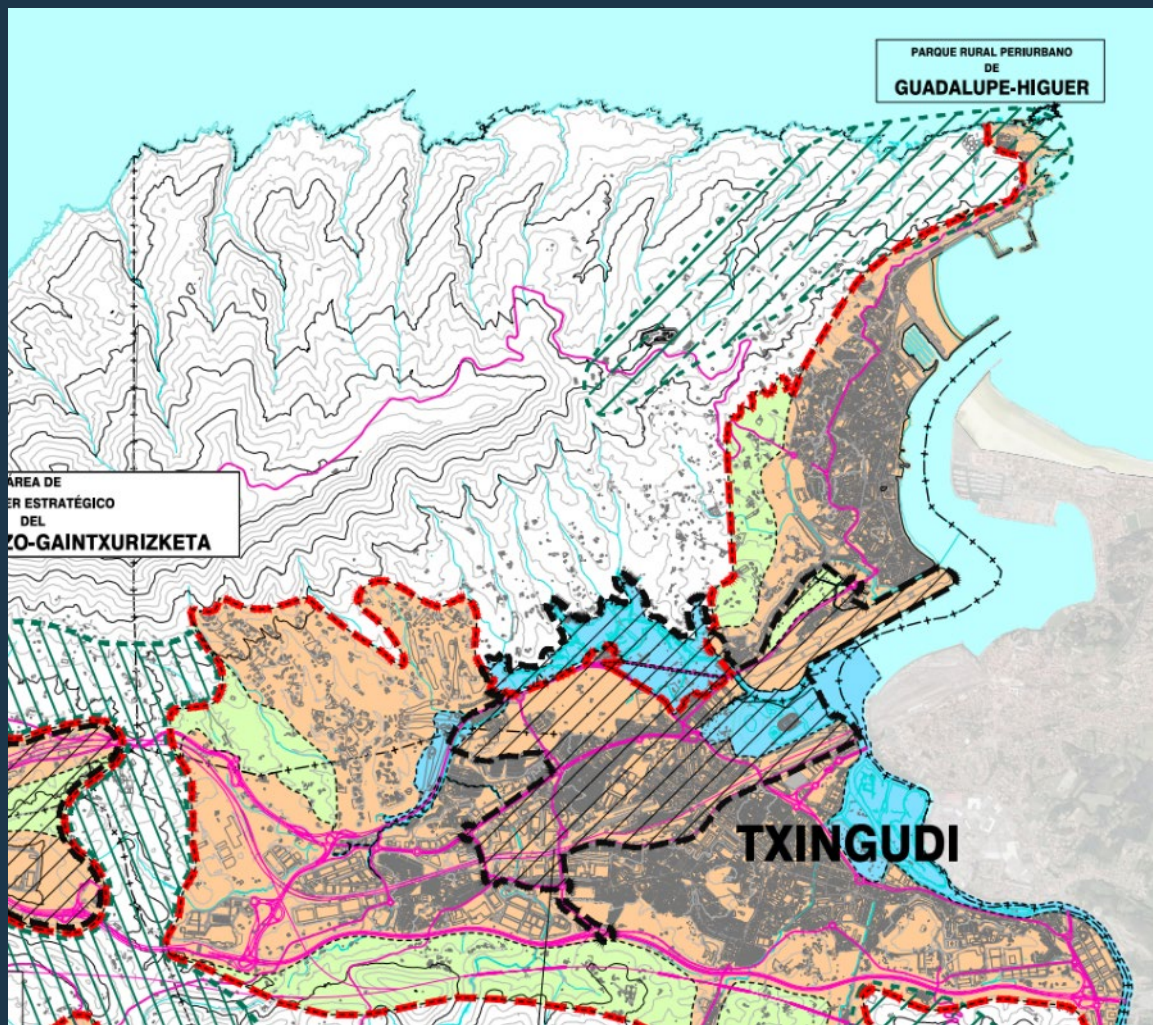 PARQUE RURAL PERIURBANO
DE
GUADALUPE-HIGUER
ÁREA DE
ER ESTRATÉGICO
DEL
ZO-GAINTXURIZKETA
TXINGUDI